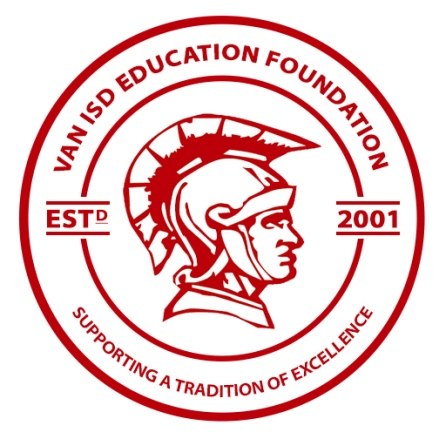 VAN ISD EDUCATION FOUNDATION
ESTD 2001
SUPPORTING A TRADITION OF EXCELLENCE